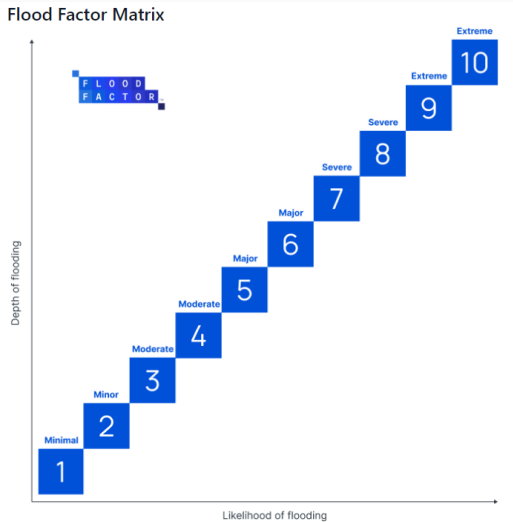 Flood Factor Matrix
Extreme
10
FLOOD
FACTOR
Extreme
9
Severe
8
Severe
7
Major
6
Major
5
Moderate
4
Moderate
3
Minor
2
Minimal
1
Depth of flooding
Likelihood of flooding